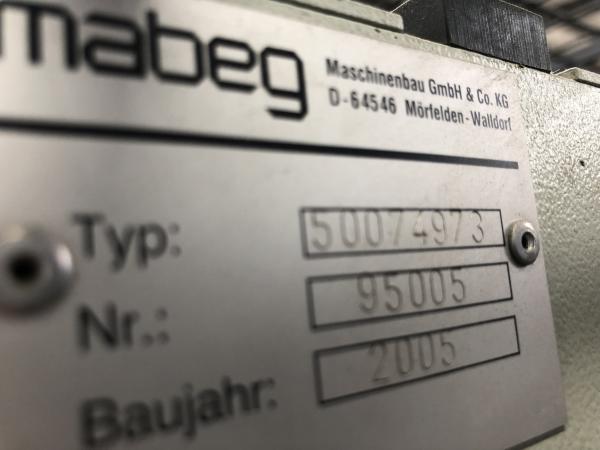 mabeg
Maschinenbau GmbH & Co. KG
D-64546 Mörfelden-Walldorf
Typ: 50074973
Nr.: 95005
Baujahr: 2005